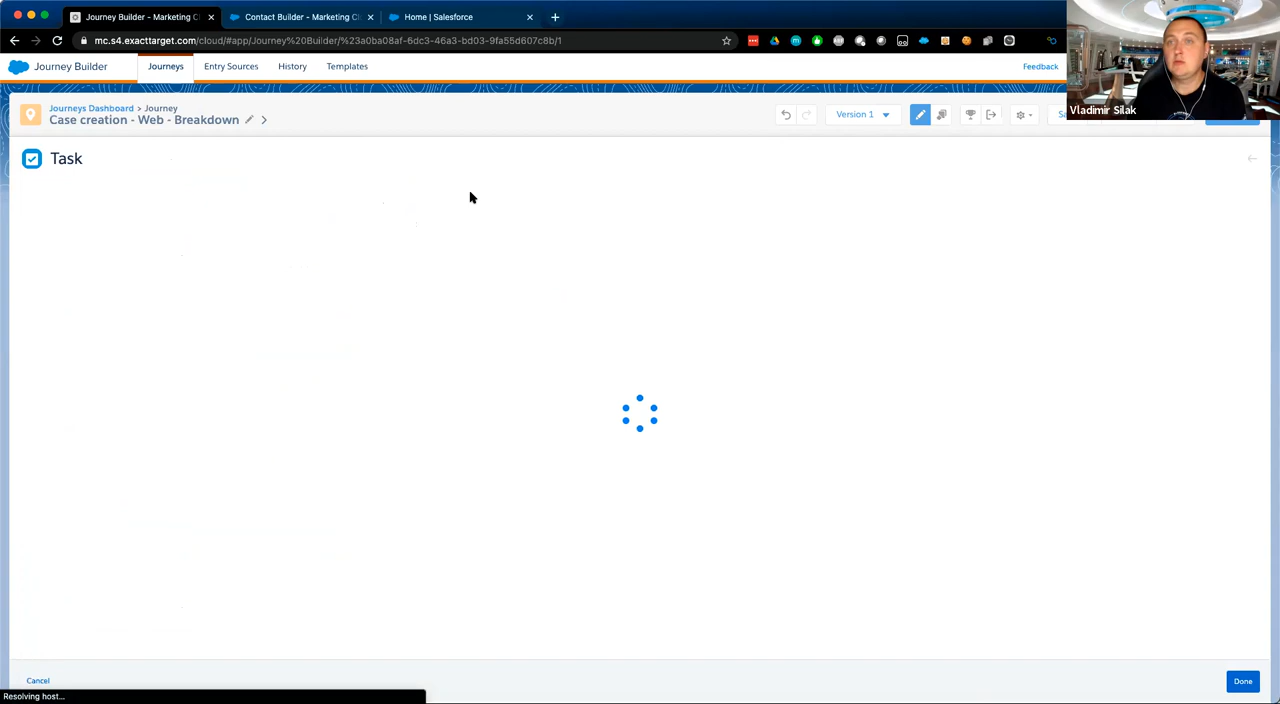 Journey Builder - Marketing Cl
Contact Builder - Marketing Cl
Home | Salesforce
mc.s4.exacttarget.com/cloud/#app/Journey%20Builder/%23a0ba08af-6dc3-46a3-bd03-9fa55d607c8b/1
Journey Builder
Journeys
Entry Sources
History
Templates
Feedback
Vladimir Silak
Journeys Dashboard > Journey
Case creation - Web - Breakdown
Version 1
Task
Cancel
Done
Resolving host...